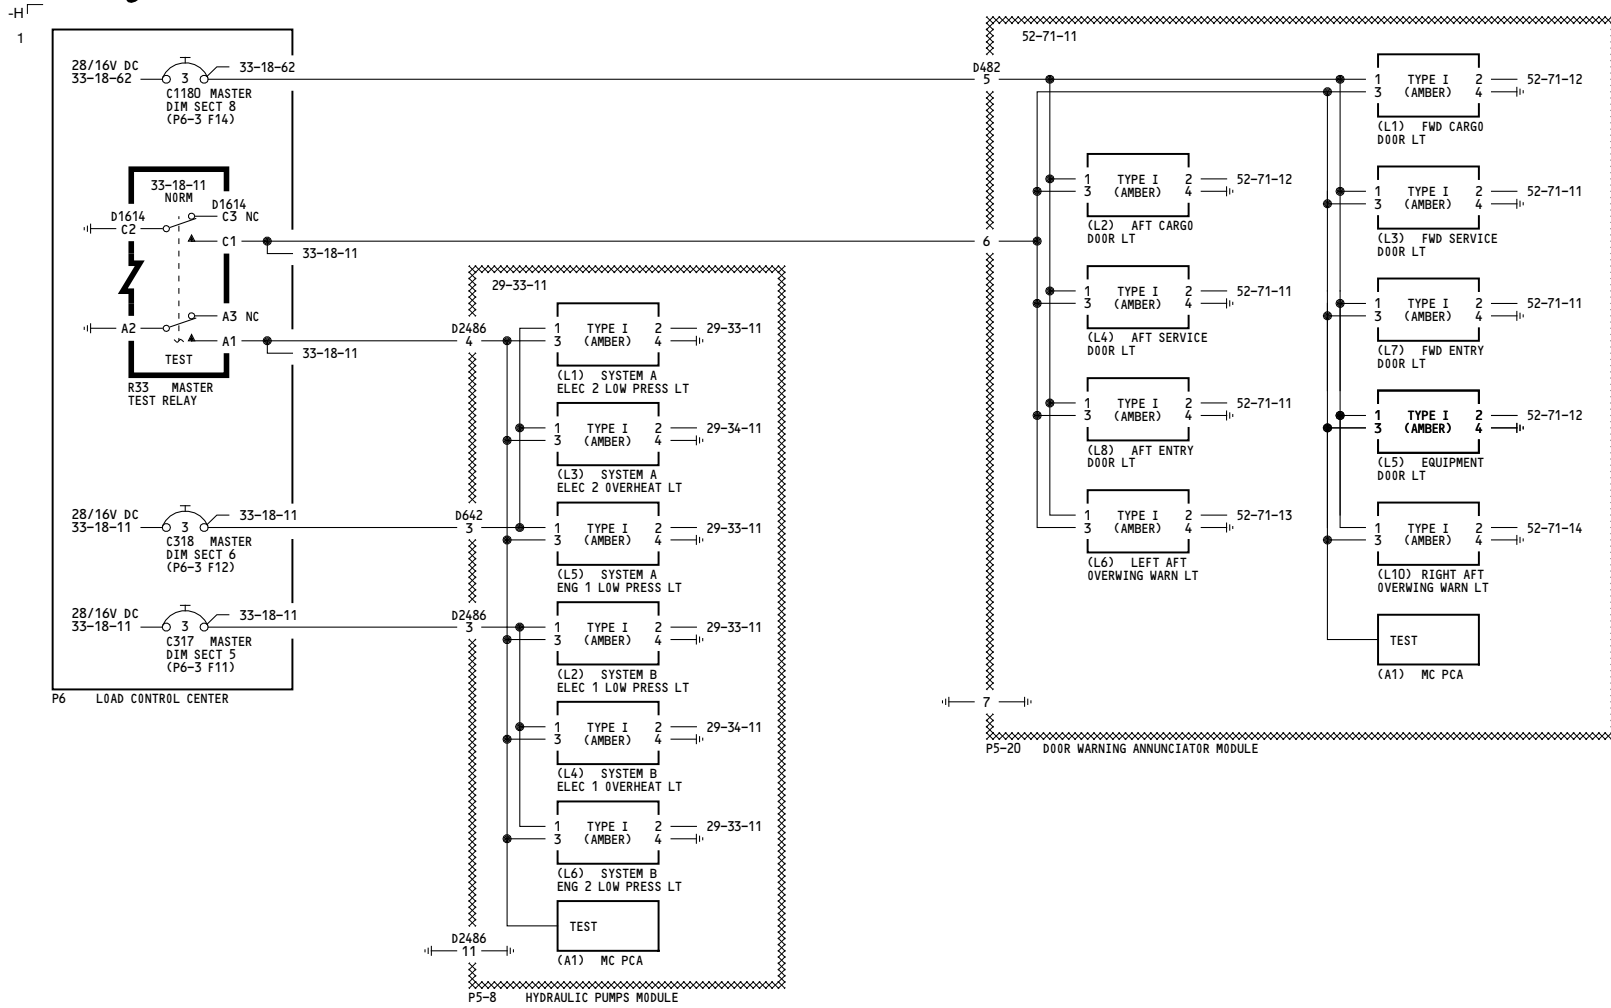 -H
1
28/16V DC
33-18-62
3
33-18-62
C1180 MASTER
DIM SECT 8
(P6-3 F14)
33-18-11
NORM
D1614
C2
D1614
C3 NC
C1
33-18-11
A2
A3 NC
A1
33-18-11
TEST
R33 MASTER
TEST RELAY
28/16V DC
33-18-11
3
33-18-11
C318 MASTER
DIM SECT 6
(P6-3 F12)
28/16V DC
33-18-11
3
33-18-11
C317 MASTER
DIM SECT 5
(P6-3 F11)
P6 LOAD CONTROL CENTER
29-33-11
D2486
4
D642
3
D2486
3
D2486
11
1 TYPE I 2 29-33-11
3 (AMBER) 4
(L1) SYSTEM A
ELEC 2 LOW PRESS LT
1 TYPE I 2 29-34-11
3 (AMBER) 4
(L3) SYSTEM A
ELEC 2 OVERHEAT LT
1 TYPE I 2 29-33-11
3 (AMBER) 4
(L5) SYSTEM A
ENG 1 LOW PRESS LT
1 TYPE I 2 29-33-11
3 (AMBER) 4
(L2) SYSTEM B
ELEC 1 LOW PRESS LT
1 TYPE I 2 29-34-11
3 (AMBER) 4
(L4) SYSTEM B
ELEC 1 OVERHEAT LT
1 TYPE I 2 29-33-11
3 (AMBER) 4
(L6) SYSTEM B
ENG 2 LOW PRESS LT
TEST
(A1) MC PCA
P5-8 HYDRAULIC PUMPS MODULE
52-71-11
D482
5
6
7
1 TYPE I 2 52-71-12
3 (AMBER) 4
(L2) AFT CARGO
DOOR LT
1 TYPE I 2 52-71-11
3 (AMBER) 4
(L4) AFT SERVICE
DOOR LT
1 TYPE I 2 52-71-11
3 (AMBER) 4
(L8) AFT ENTRY
DOOR LT
1 TYPE I 2 52-71-13
3 (AMBER) 4
(L6) LEFT AFT
OVERWING WARN LT
1 TYPE I 2 52-71-12
3 (AMBER) 4
(L1) FWD CARGO
DOOR LT
1 TYPE I 2 52-71-11
3 (AMBER) 4
(L3) FWD SERVICE
DOOR LT
1 TYPE I 2 52-71-11
3 (AMBER) 4
(L7) FWD ENTRY
DOOR LT
1 TYPE I 2 52-71-12
3 (AMBER) 4
(L5) EQUIPMENT
DOOR LT
1 TYPE I 2 52-71-14
3 (AMBER) 4
(L10) RIGHT AFT
OVERWING WARN LT
TEST
(A1) MC PCA
P5-20 DOOR WARNING ANNUNCIATOR MODULE